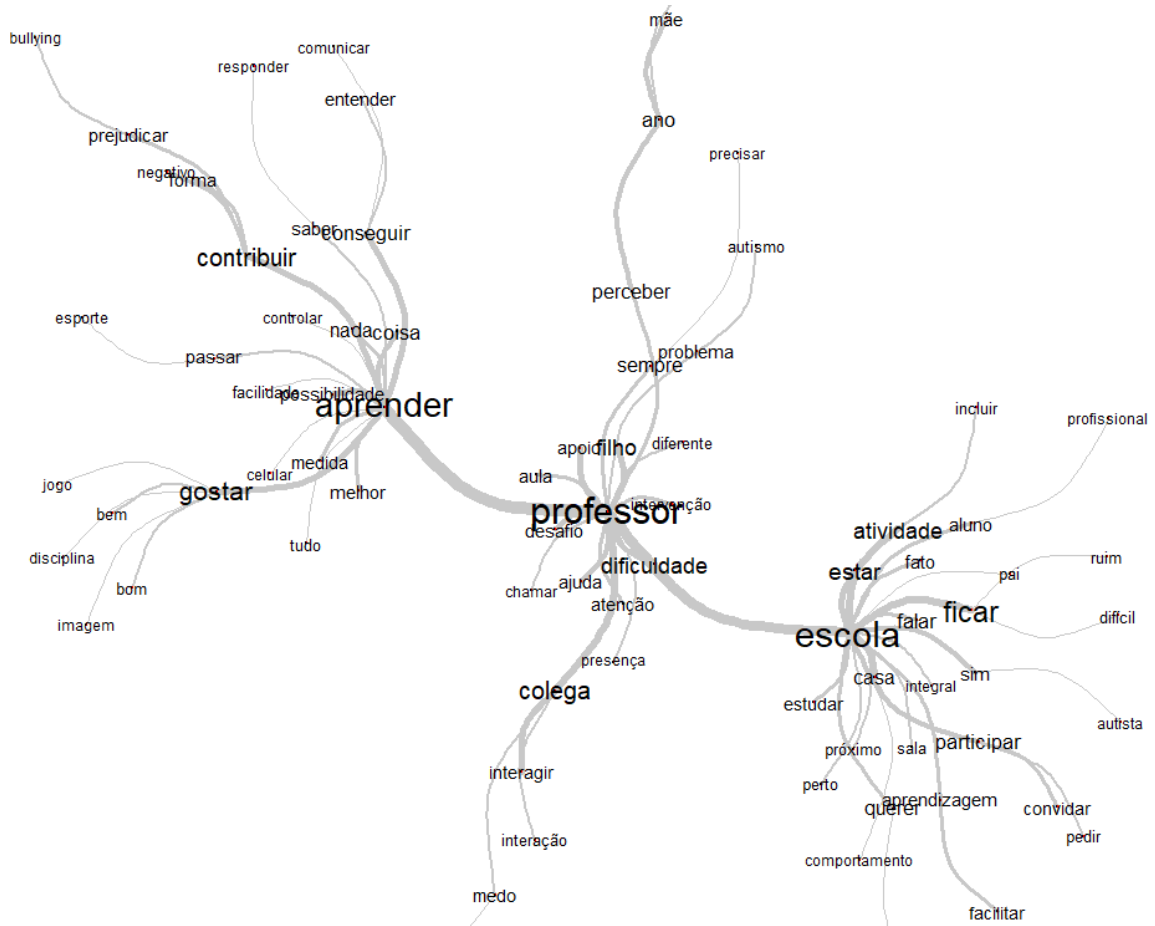 mãe
bullying
comunicar
responder
entender
ano
prejudicar
precisar
negativo
forma
saber
conseguir
autismo
contribuir
perceber
esporte
controlar
nada
coisa
passar
problema
sempre
facilidade
possibilidade
aprender
incluir
profissional
apoio
filho
diferente
medida
celular
aula
jogo
gostar
melhor
intervenção
professor
bem
desafio
atividade
aluno
tudo
disciplina
dificuldade
estar
fato
ruim
pai
chamar
ajuda
bom
atenção
ficar
imagem
falar
difícil
escola
presença
sim
casa
integral
colega
estudar
autista
participar
próximo
sala
interagir
perto
aprendizagem
querer
convidar
pedir
interação
comportamento
medo
facilitar